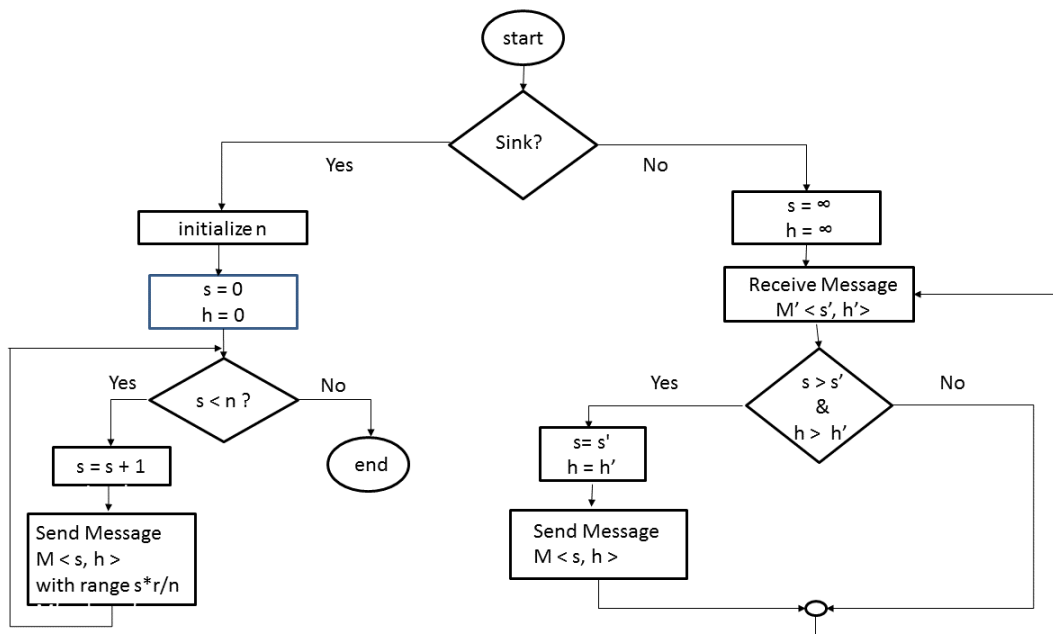 start
Sink?
Yes
No
initialize n
s = 0
h = 0
s < n ?
Yes
No
s = s + 1
end
Send Message
M < s, h >
with range s*r/n
s = ∞
h = ∞
Receive Message
M’ < s’, h’>
s > s’
&
h > h’
Yes
No
s= s'
h = h’
Send Message
M < s, h >